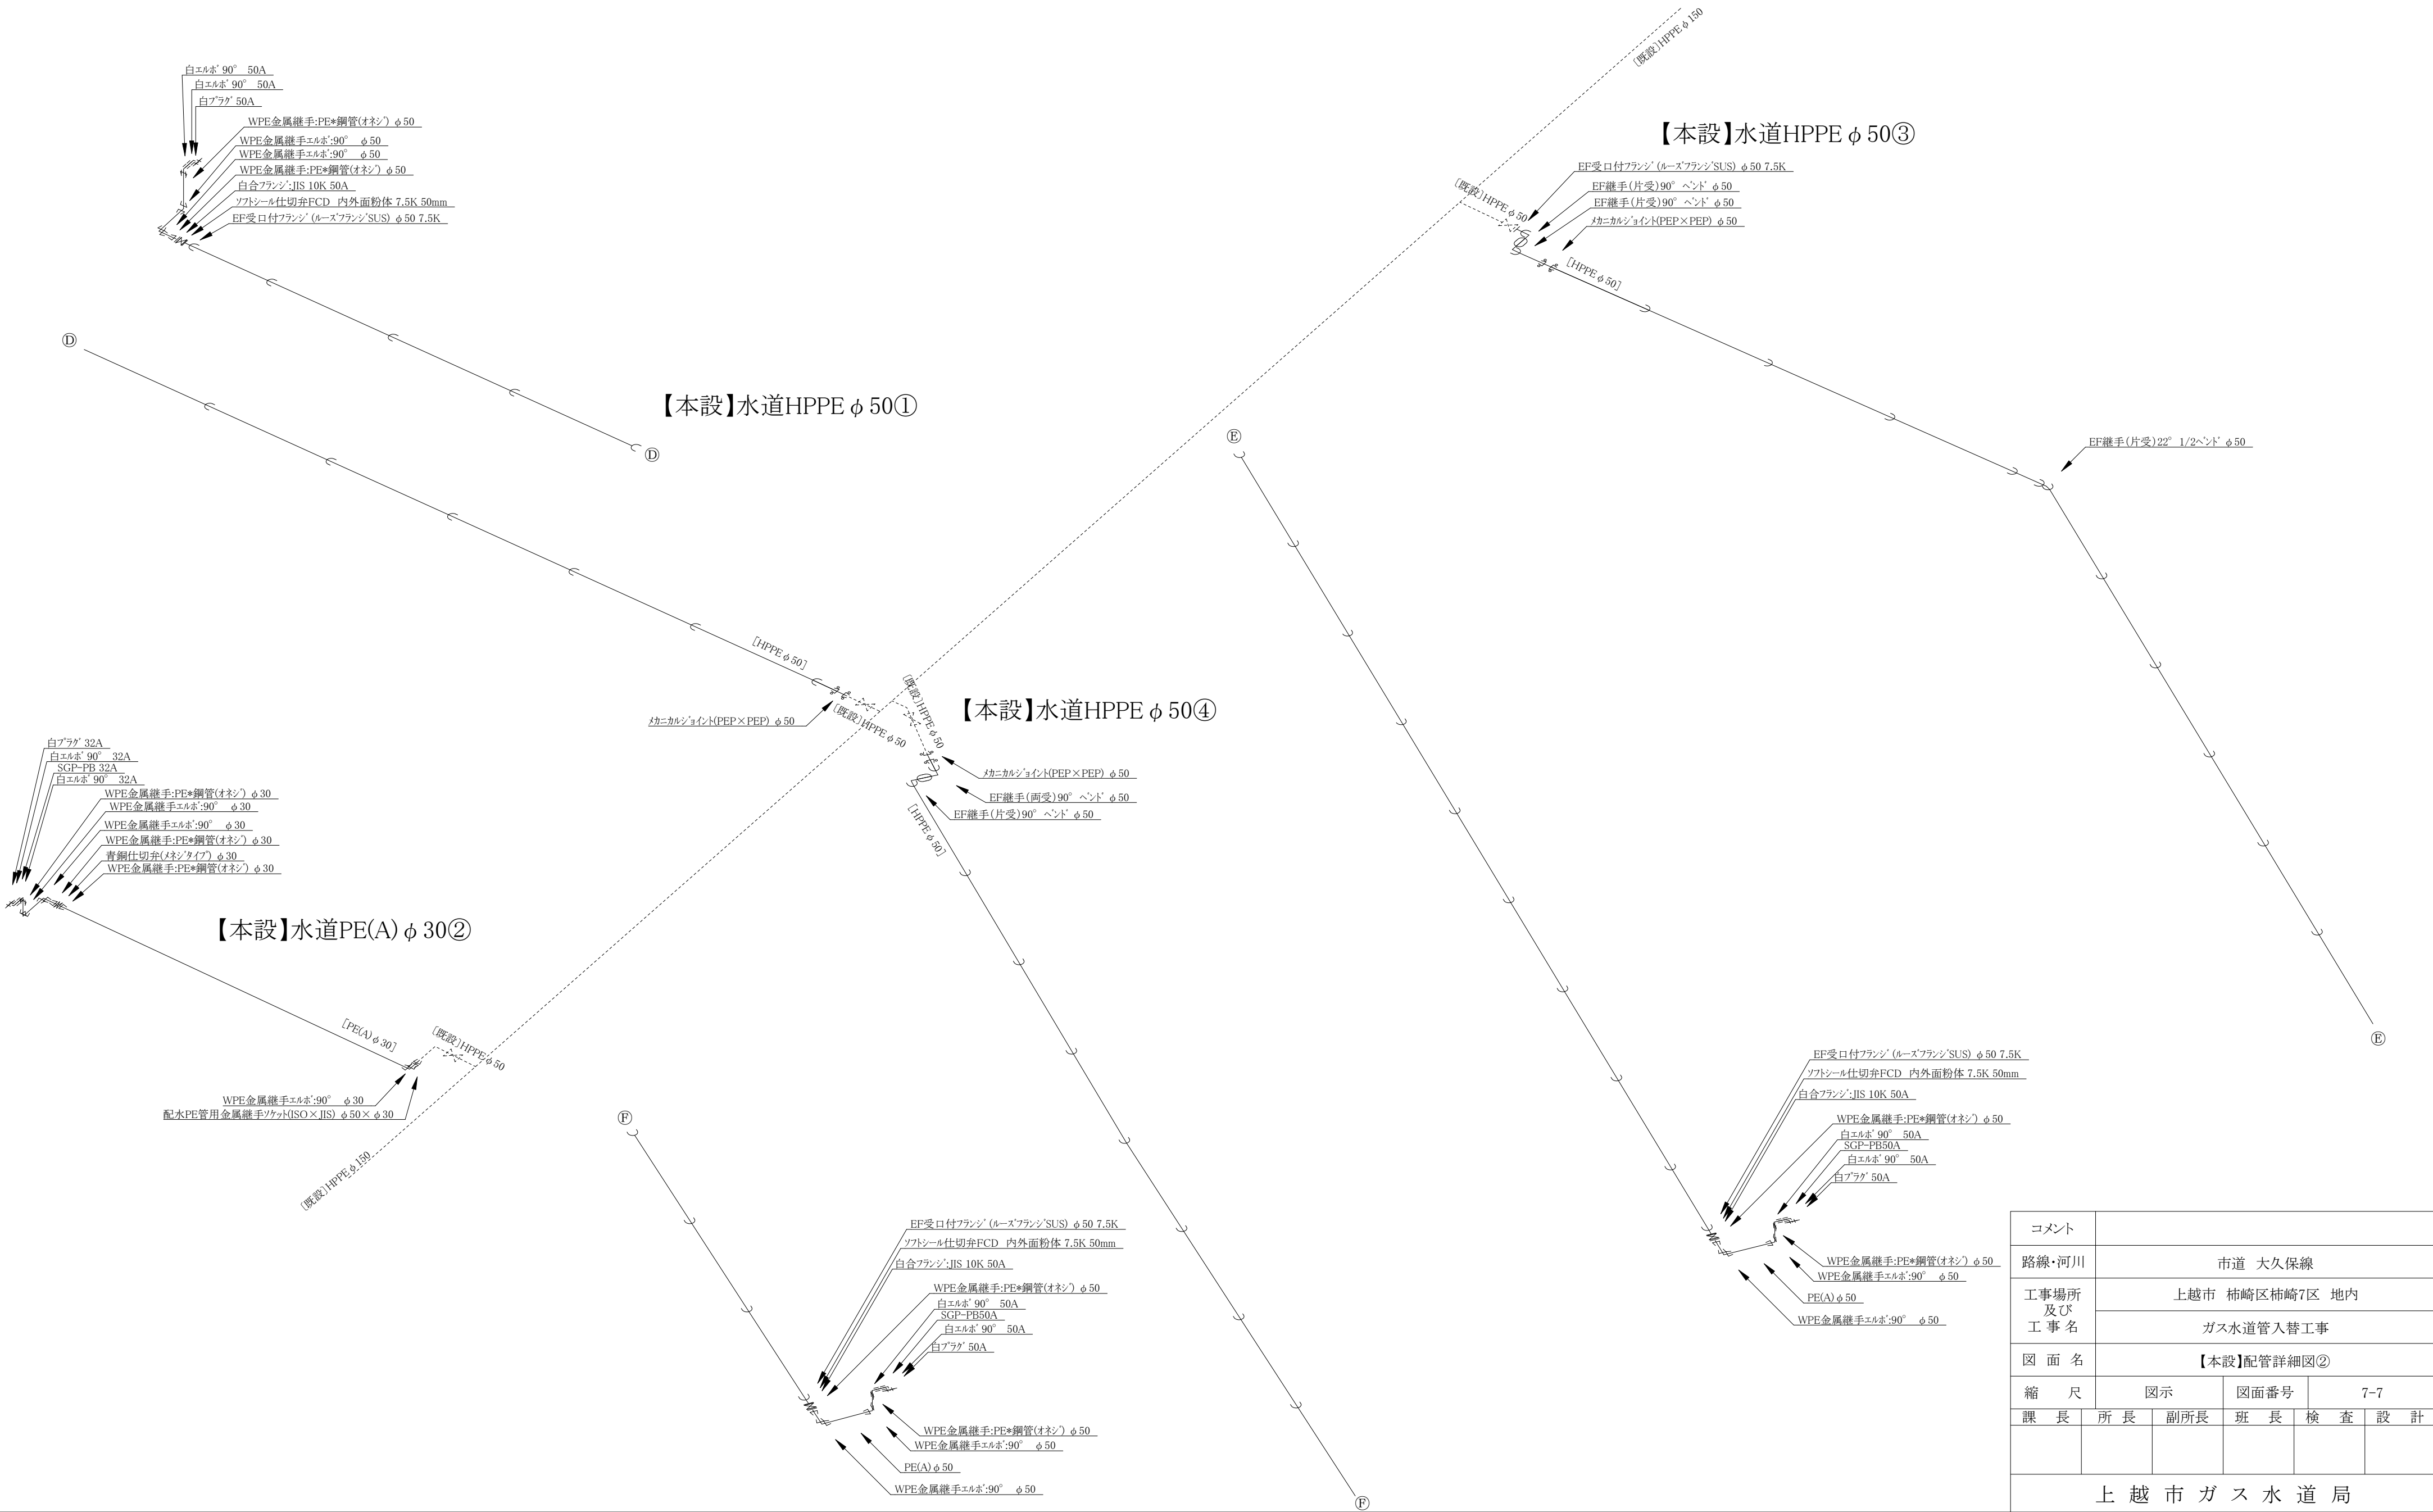 白エルボ 90°　50A
白エルボ 90°　50A
白プラグ 50A
WPE金属継手:PE*鋼管(オネジ) φ50
WPE金属継手エルボ:90°　φ50
WPE金属継手エルボ:90°　φ50
WPE金属継手:PE*鋼管(オネジ) φ50
白合フランジ:JIS 10K 50A
ソフトシール仕切弁FCD 内外面粉体 7.5K 50mm
EF受口付フランジ (ルーズフランジSUS) φ50 7.5K
Ⓓ
【本設】水道HPPEφ50①
Ⓓ
[HPPEφ50]
メカニカルジョイント(PEP×PEP) φ50
[既設]HPPEφ50
[既設]HPPEφ150
【本設】水道HPPEφ50③
EF受口付フランジ (ルーズフランジSUS) φ50 7.5K
[既設]HPPEφ50
EF継手(片受)90° ベンド φ50
EF継手(片受)90° ベンド φ50
メカニカルジョイント(PEP×PEP) φ50
[HPPEφ50]
EF継手(片受)22° 1/2ベンド φ50
Ⓔ
Ⓔ
[既設]HPPEφ50
【本設】水道HPPEφ50④
メカニカルジョイント(PEP×PEP) φ50
EF継手(両受)90° ベンド φ50
EF継手(片受)90° ベンド φ50
[HPPEφ50]
白プラグ 32A
白エルボ 90°　32A
SGP-PB 32A
白エルボ 90°　32A
WPE金属継手:PE*鋼管(オネジ) φ30
WPE金属継手エルボ:90°　φ30
WPE金属継手エルボ:90°　φ30
WPE金属継手:PE*鋼管(オネジ) φ30
青銅仕切弁(メネジタイプ) φ30
WPE金属継手:PE*鋼管(オネジ) φ30
【本設】水道PE(A)φ30②
[PE(A)φ30]
[既設]HPPEφ50
WPE金属継手エルボ:90°　φ30
配水PE管用金属継手ソケット(ISO×JIS) φ50×φ30
[既設]HPPEφ150
Ⓕ
EF受口付フランジ (ルーズフランジSUS) φ50 7.5K
ソフトシール仕切弁FCD 内外面粉体 7.5K 50mm
白合フランジ:JIS 10K 50A
WPE金属継手:PE*鋼管(オネジ) φ50
白エルボ 90°　50A
SGP-PB50A
白エルボ 90°　50A
白プラグ 50A
WPE金属継手:PE*鋼管(オネジ) φ50
WPE金属継手エルボ:90°　φ50
PE(A)φ50
WPE金属継手エルボ:90°　φ50
Ⓕ
EF受口付フランジ (ルーズフランジSUS) φ50 7.5K
ソフトシール仕切弁FCD 内外面粉体 7.5K 50mm
白合フランジ:JIS 10K 50A
WPE金属継手:PE*鋼管(オネジ) φ50
白エルボ 90°　50A
SGP-PB50A
白エルボ 90°　50A
白プラグ 50A
WPE金属継手:PE*鋼管(オネジ) φ50
WPE金属継手エルボ:90°　φ50
PE(A)φ50
WPE金属継手エルボ:90°　φ50
コメント
路線・河川 市道 大久保線
工事場所
及び
工事名
上越市 柿崎区柿崎7区 地内
ガス水道管入替工事
図面名 【本設】配管詳細図②
縮尺 図示 図面番号 7-7
課長 所長 副所長 班長 検査 設計
上越市ガス水道局